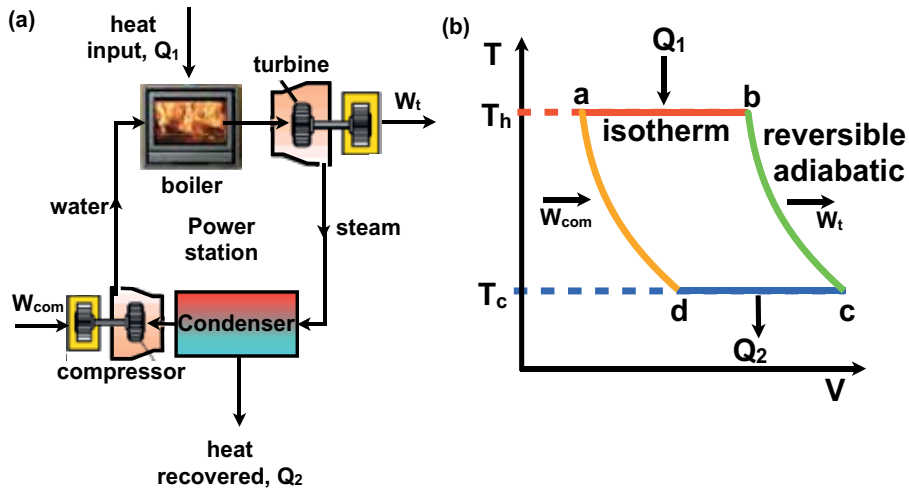 (a)
heat
input, Q1
turbine
Wt
boiler
water
Power
station
steam
Wcom
Condenser
compressor
heat
recovered, Q2
(b)
T
Q1
a
b
Th
isotherm
reversible
adiabatic
Wcom
Wt
Tc
d
c
Q2
V